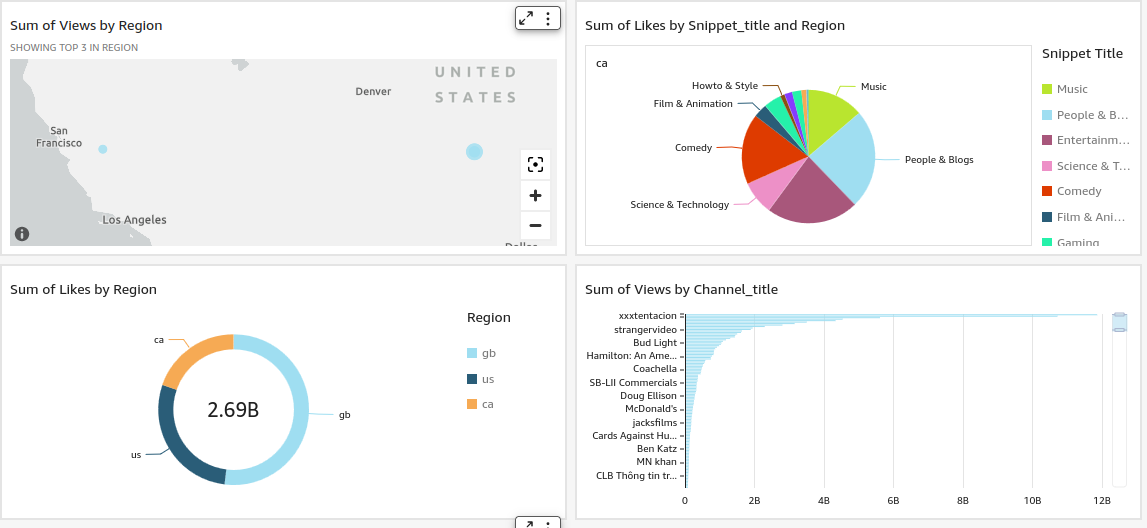 Sum of Views by Region
SHOWING TOP 3 IN REGION
UNITED
STATES
Denver
San
Francisco
Los Angeles
Sum of Likes by Snippet_title and Region
ca
Howto & Style
Music
Film & Animation
Comedy
People & Blogs
Science & Technology
Snippet Title
Music
People & B...
Entertainm...
Science & T...
Comedy
Film & Ani...
Gaming
Sum of Likes by Region
ca
2.69B
gb
us
Region
gb
us
ca
Sum of Views by Channel_title
xxxtentacion
strangervideo
Bud Light
Hamilton: An Ame...
Coachella
SB-LII Commercials
Doug Ellison
McDonald's
jacksfilms
Cards Against Hu...
Ben Katz
MN khan
CLB Thông tin tr...
0 2B 4B 6B 8B 10B 12B